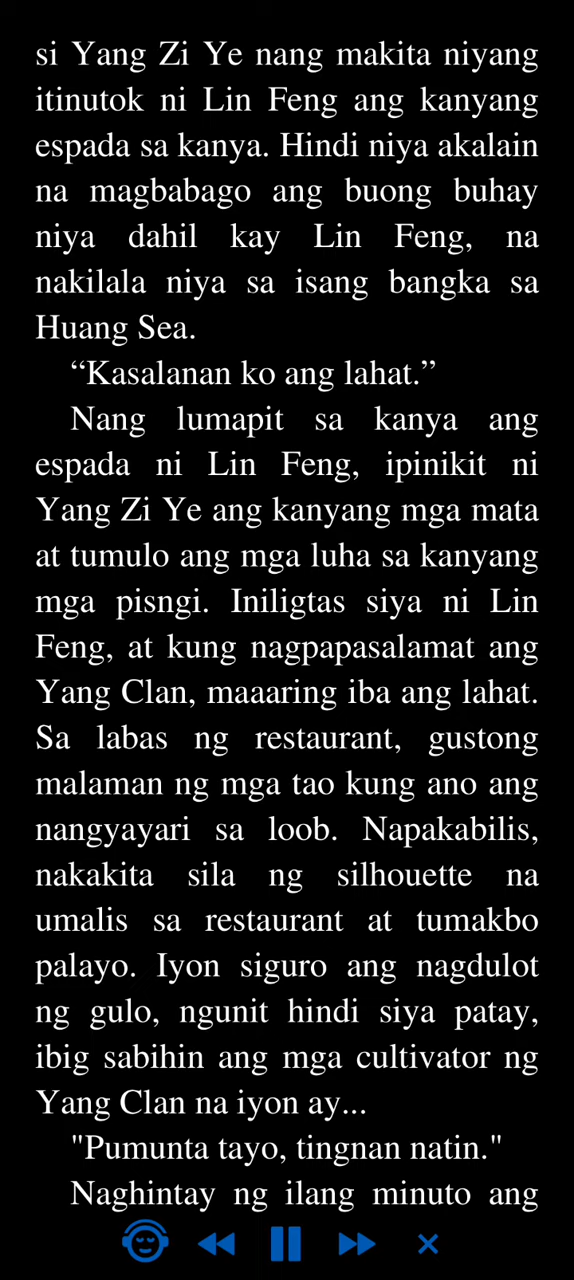 si Yang Zi Ye nang makita niyang
itinutok ni Lin Feng ang kanyang
espada sa kanya. Hindi niya akalain
na magbabago ang buong buhay
niya dahil kay Lin Feng, na
nakilala niya sa isang bangka sa
Huang Sea.
“Kasalanan ko ang lahat.”
Nang lumapit sa kanya ang
espada ni Lin Feng, ipinikit ni
Yang Zi Ye ang kanyang mga mata
at tumulo ang mga luha sa kanyang
mga pisngi. Iniligtas siya ni Lin
Feng, at kung nagpapasalamat ang
Yang Clan, maaaring iba ang lahat.
Sa labas ng restaurant, gustong
malaman ng mga tao kung ano ang
nangyayari sa loob. Napakabilis,
nakakita sila ng silhouette na
umalis sa restaurant at tumakbo
palayo. Iyon siguro ang nagdulot
ng gulo, ngunit hindi siya patay,
ibig sabihin ang mga cultivator ng
Yang Clan na iyon ay...
"Pumunta tayo, tingnan natin."
Naghintay ng ilang minuto ang